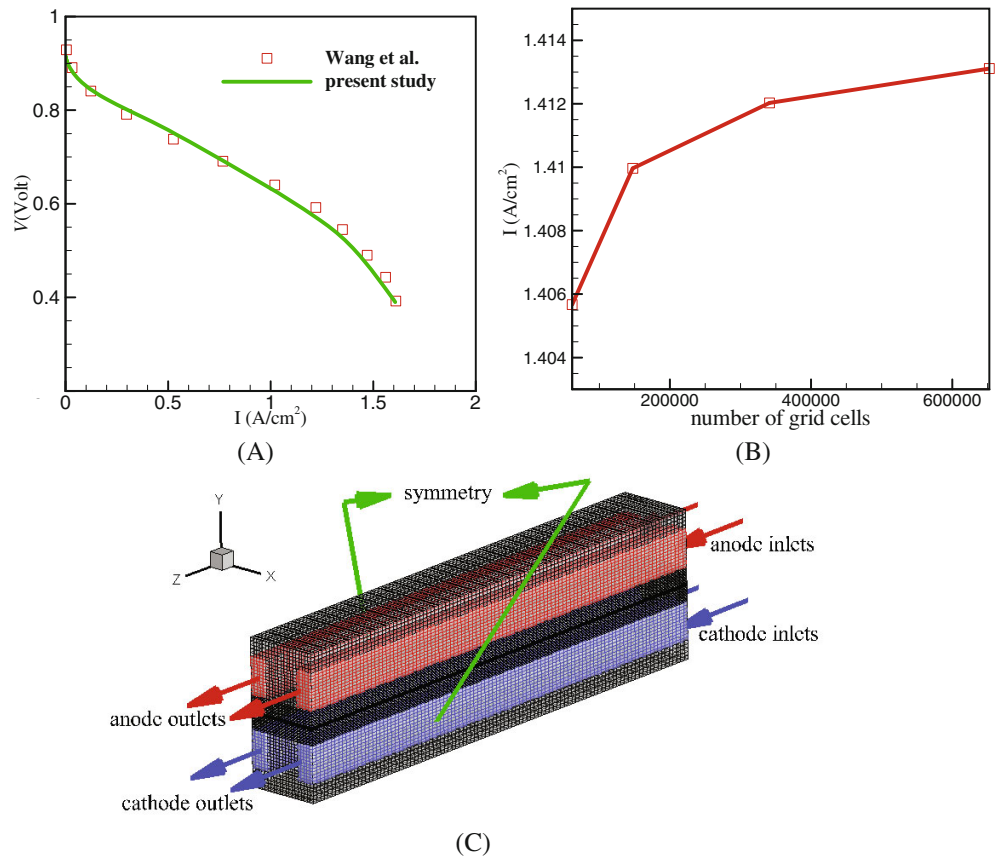 1
0.8
0.6
0.4
V(Volt)
0
0.5
1
1.5
2
I (A/cm²)
Wang et al.
present study
(A)
1.414
1.412
1.41
1.408
1.406
1.404
I (A/cm²)
200000
400000
600000
number of grid cells
(B)
Y
Z
X
symmetry
anode inlets
cathode inlets
anode outlets
cathode outlets
(C)